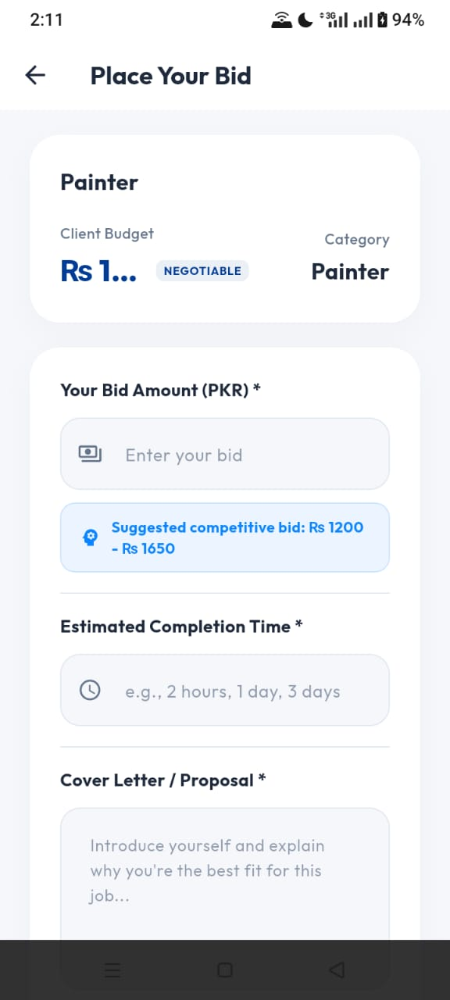 2:11
3G
94%
Place Your Bid
Painter
Client Budget
Category
Rs 1...
NEGOTIABLE
Painter
Your Bid Amount (PKR) *
Enter your bid
Suggested competitive bid: Rs 1200
- Rs 1650
Estimated Completion Time *
e.g., 2 hours, 1 day, 3 days
Cover Letter / Proposal *
Introduce yourself and explain
why you're the best fit for this
job...